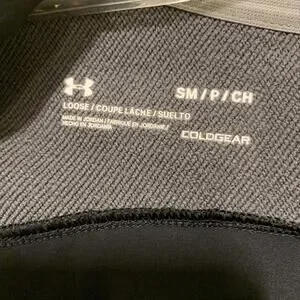 SM/P/CH
LOOSE/COUPE LÂCHE/SUELTO
MADE IN JORDAN / FABRIQUÉ EN JORDANIE /
HECHO EN JORDANIA
COLDGEAR